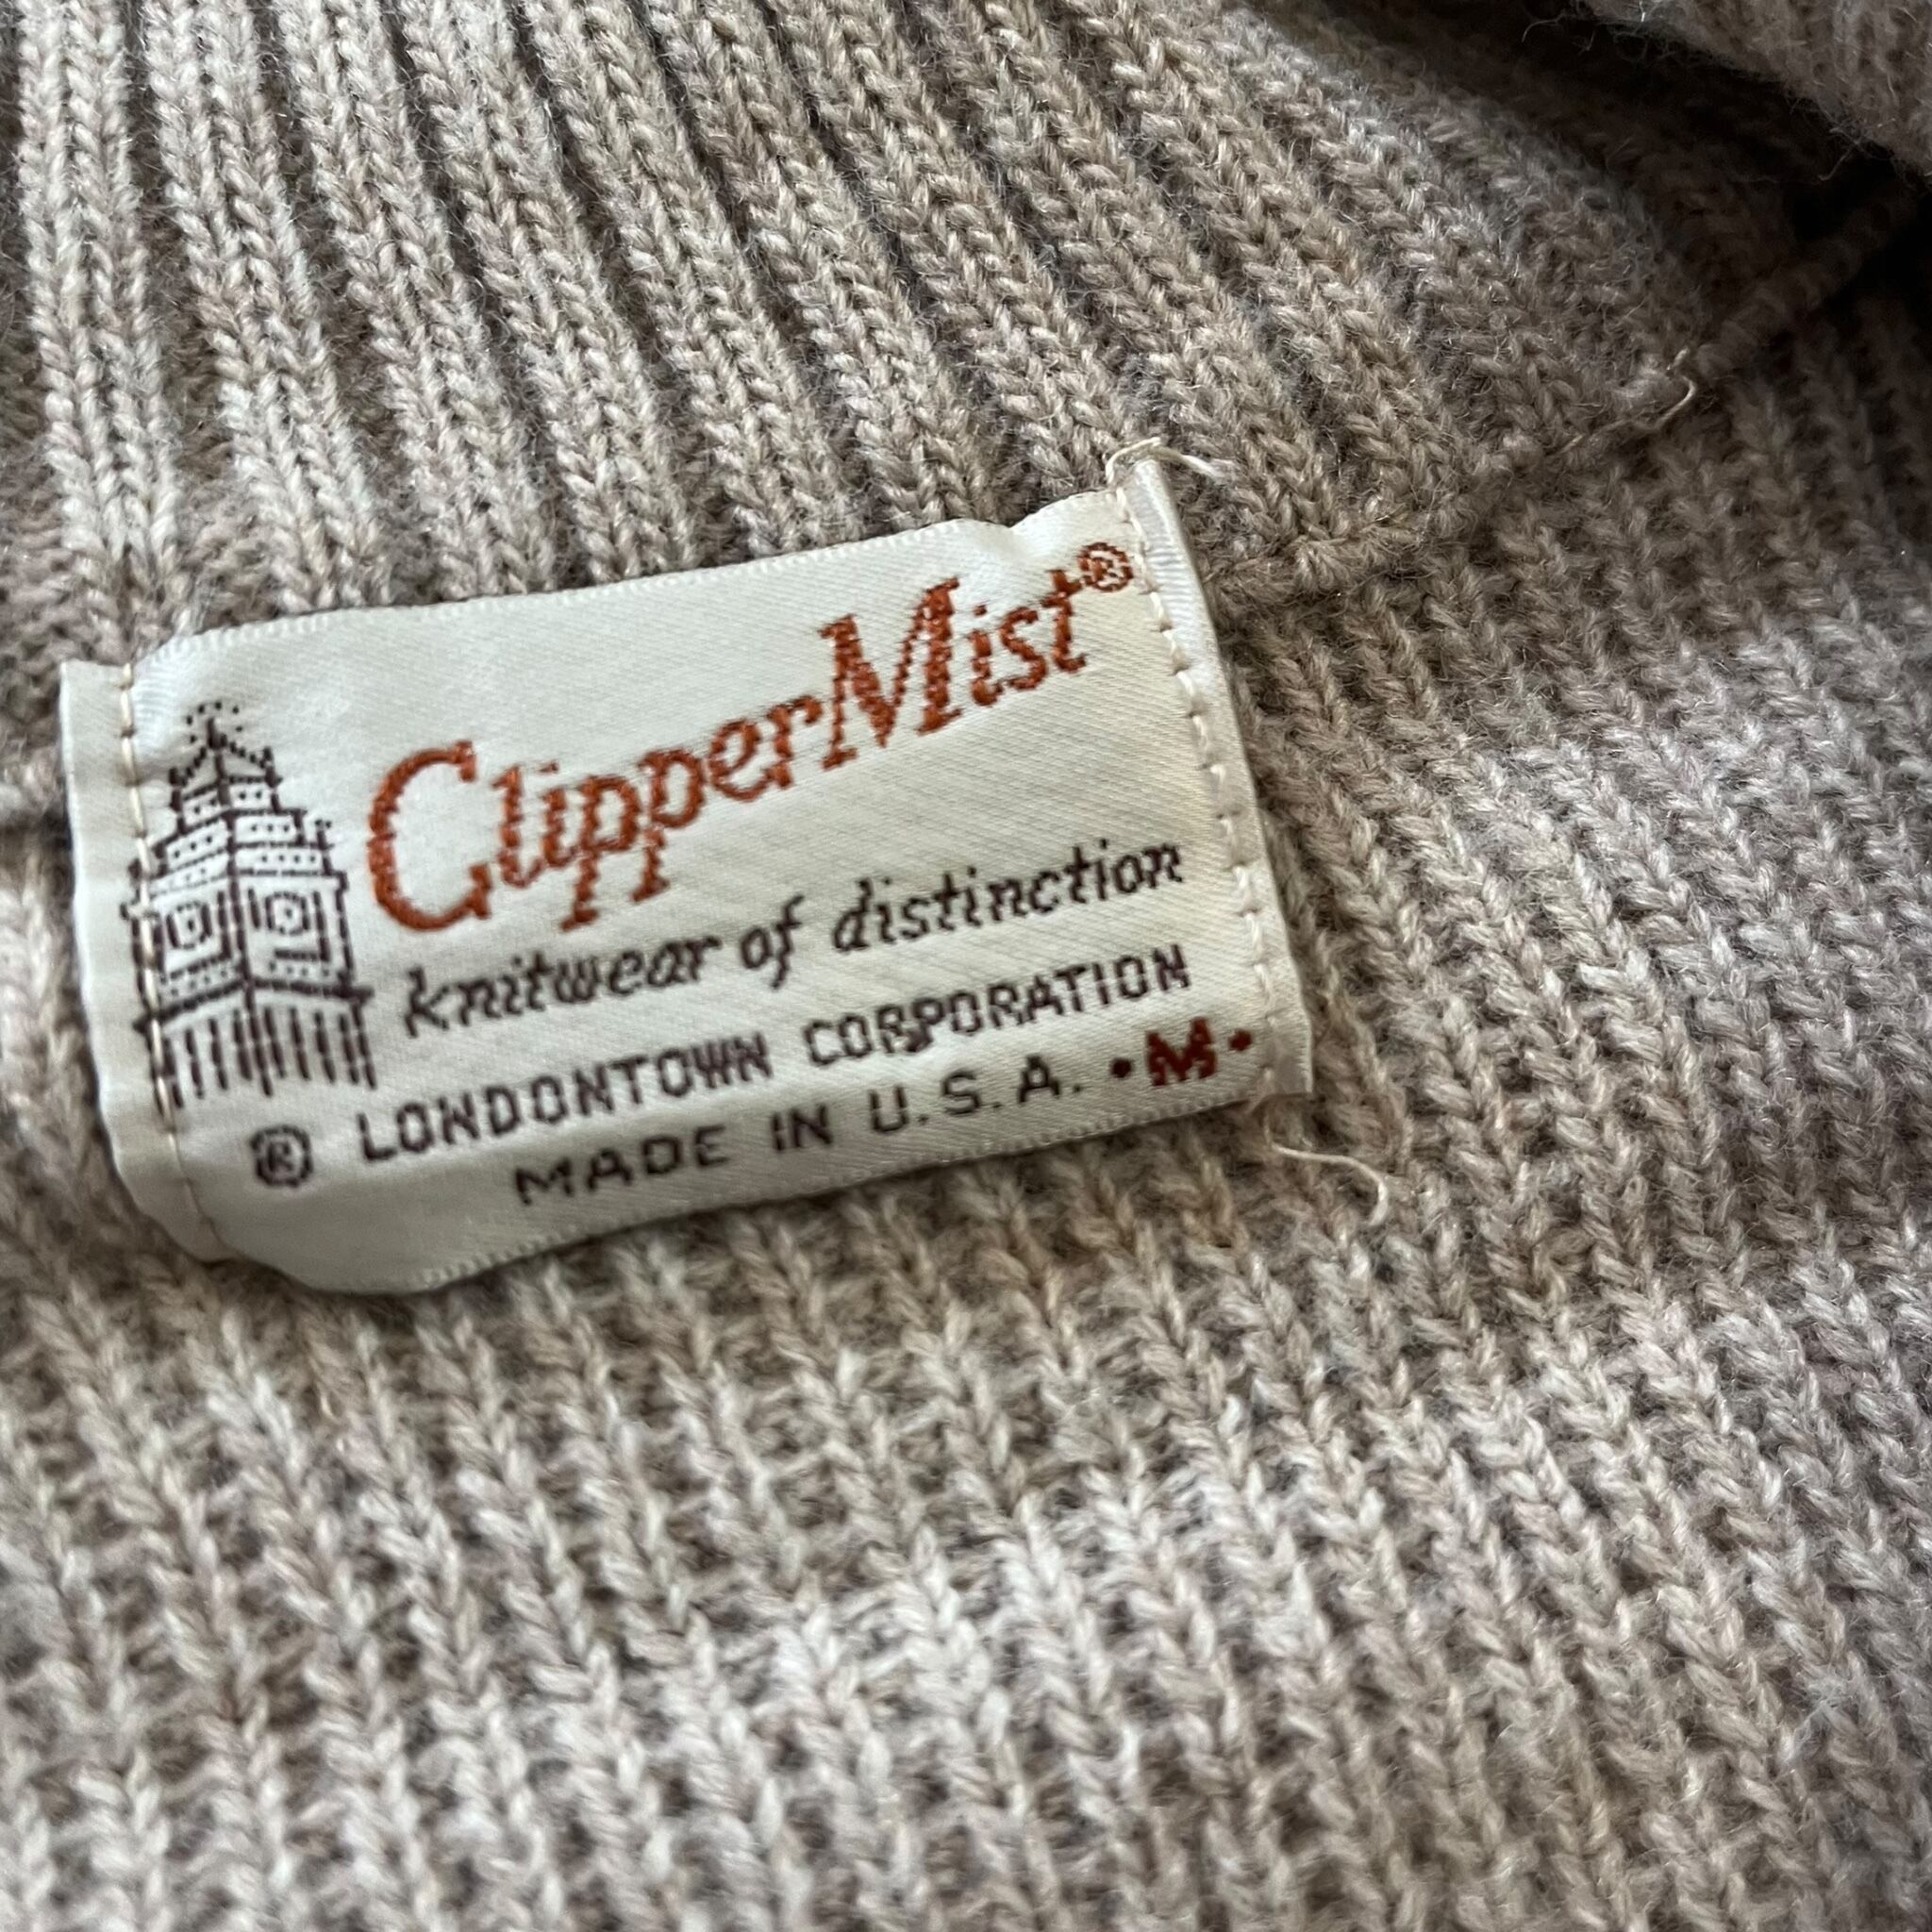 ClipperMist®
knitwear of distinction
® LONDONTOWN CORPORATION
MADE IN U.S.A. •M•